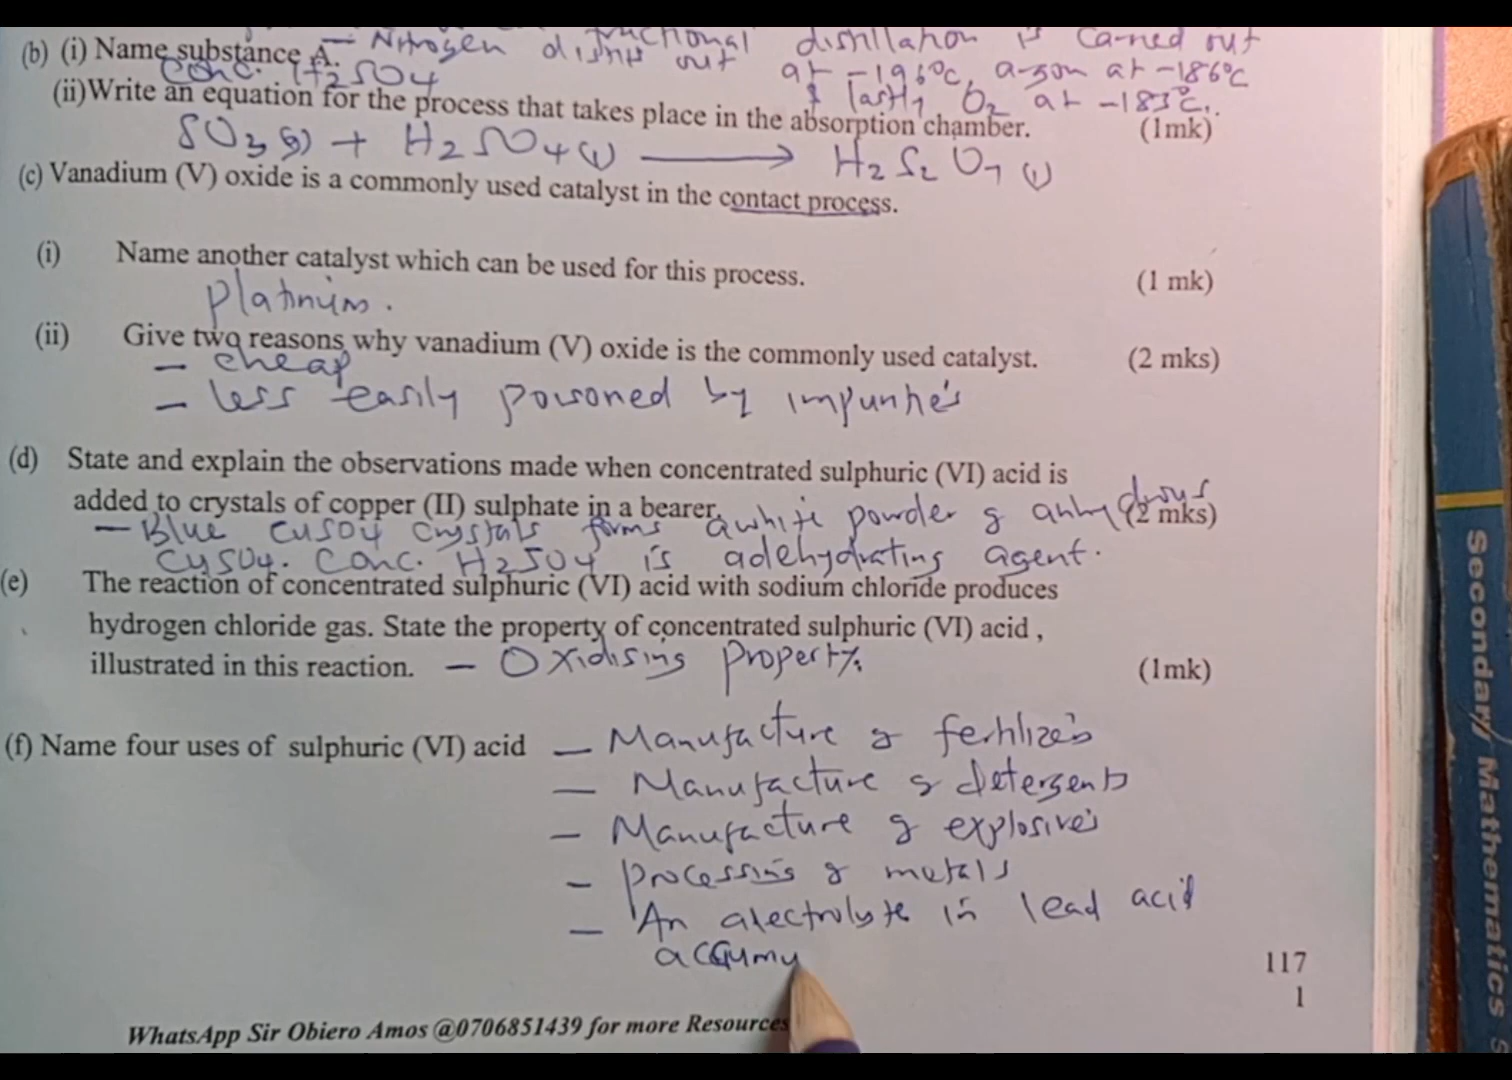 – Nitrogen fractional distillation is carried out
(b) (i) Name substance A. distils out at -196°C, argon at -186°C
Conc. H2SO4 & lastly O2 at -183°C.
(ii)Write an equation for the process that takes place in the absorption chamber. (1mk)
SO3(g) + H2SO4(l) ⟶ H2S2O7(l)
(c) Vanadium (V) oxide is a commonly used catalyst in the contact process.
(i) Name another catalyst which can be used for this process. (1 mk)
Platinum.
(ii) Give two reasons why vanadium (V) oxide is the commonly used catalyst. (2 mks)
– cheap
– less easily poisoned by impurities
(d) State and explain the observations made when concentrated sulphuric (VI) acid is
added to crystals of copper (II) sulphate in a bearer. (2 mks)
– Blue CuSO4 crystals forms a white powder of anhydrous
CuSO4. Conc. H2SO4 is a dehydrating agent.
(e) The reaction of concentrated sulphuric (VI) acid with sodium chloride produces
hydrogen chloride gas. State the property of concentrated sulphuric (VI) acid ,
illustrated in this reaction. – Oxidising property. (1mk)
(f) Name four uses of sulphuric (VI) acid – Manufacture of fertilizers
– Manufacture of detergents
– Manufacture of explosives
– Processing of metals
– An electrolyte in lead acid
accumu
117
1
WhatsApp Sir Obiero Amos @0706851439 for more Resources
Secondary Mathematics S